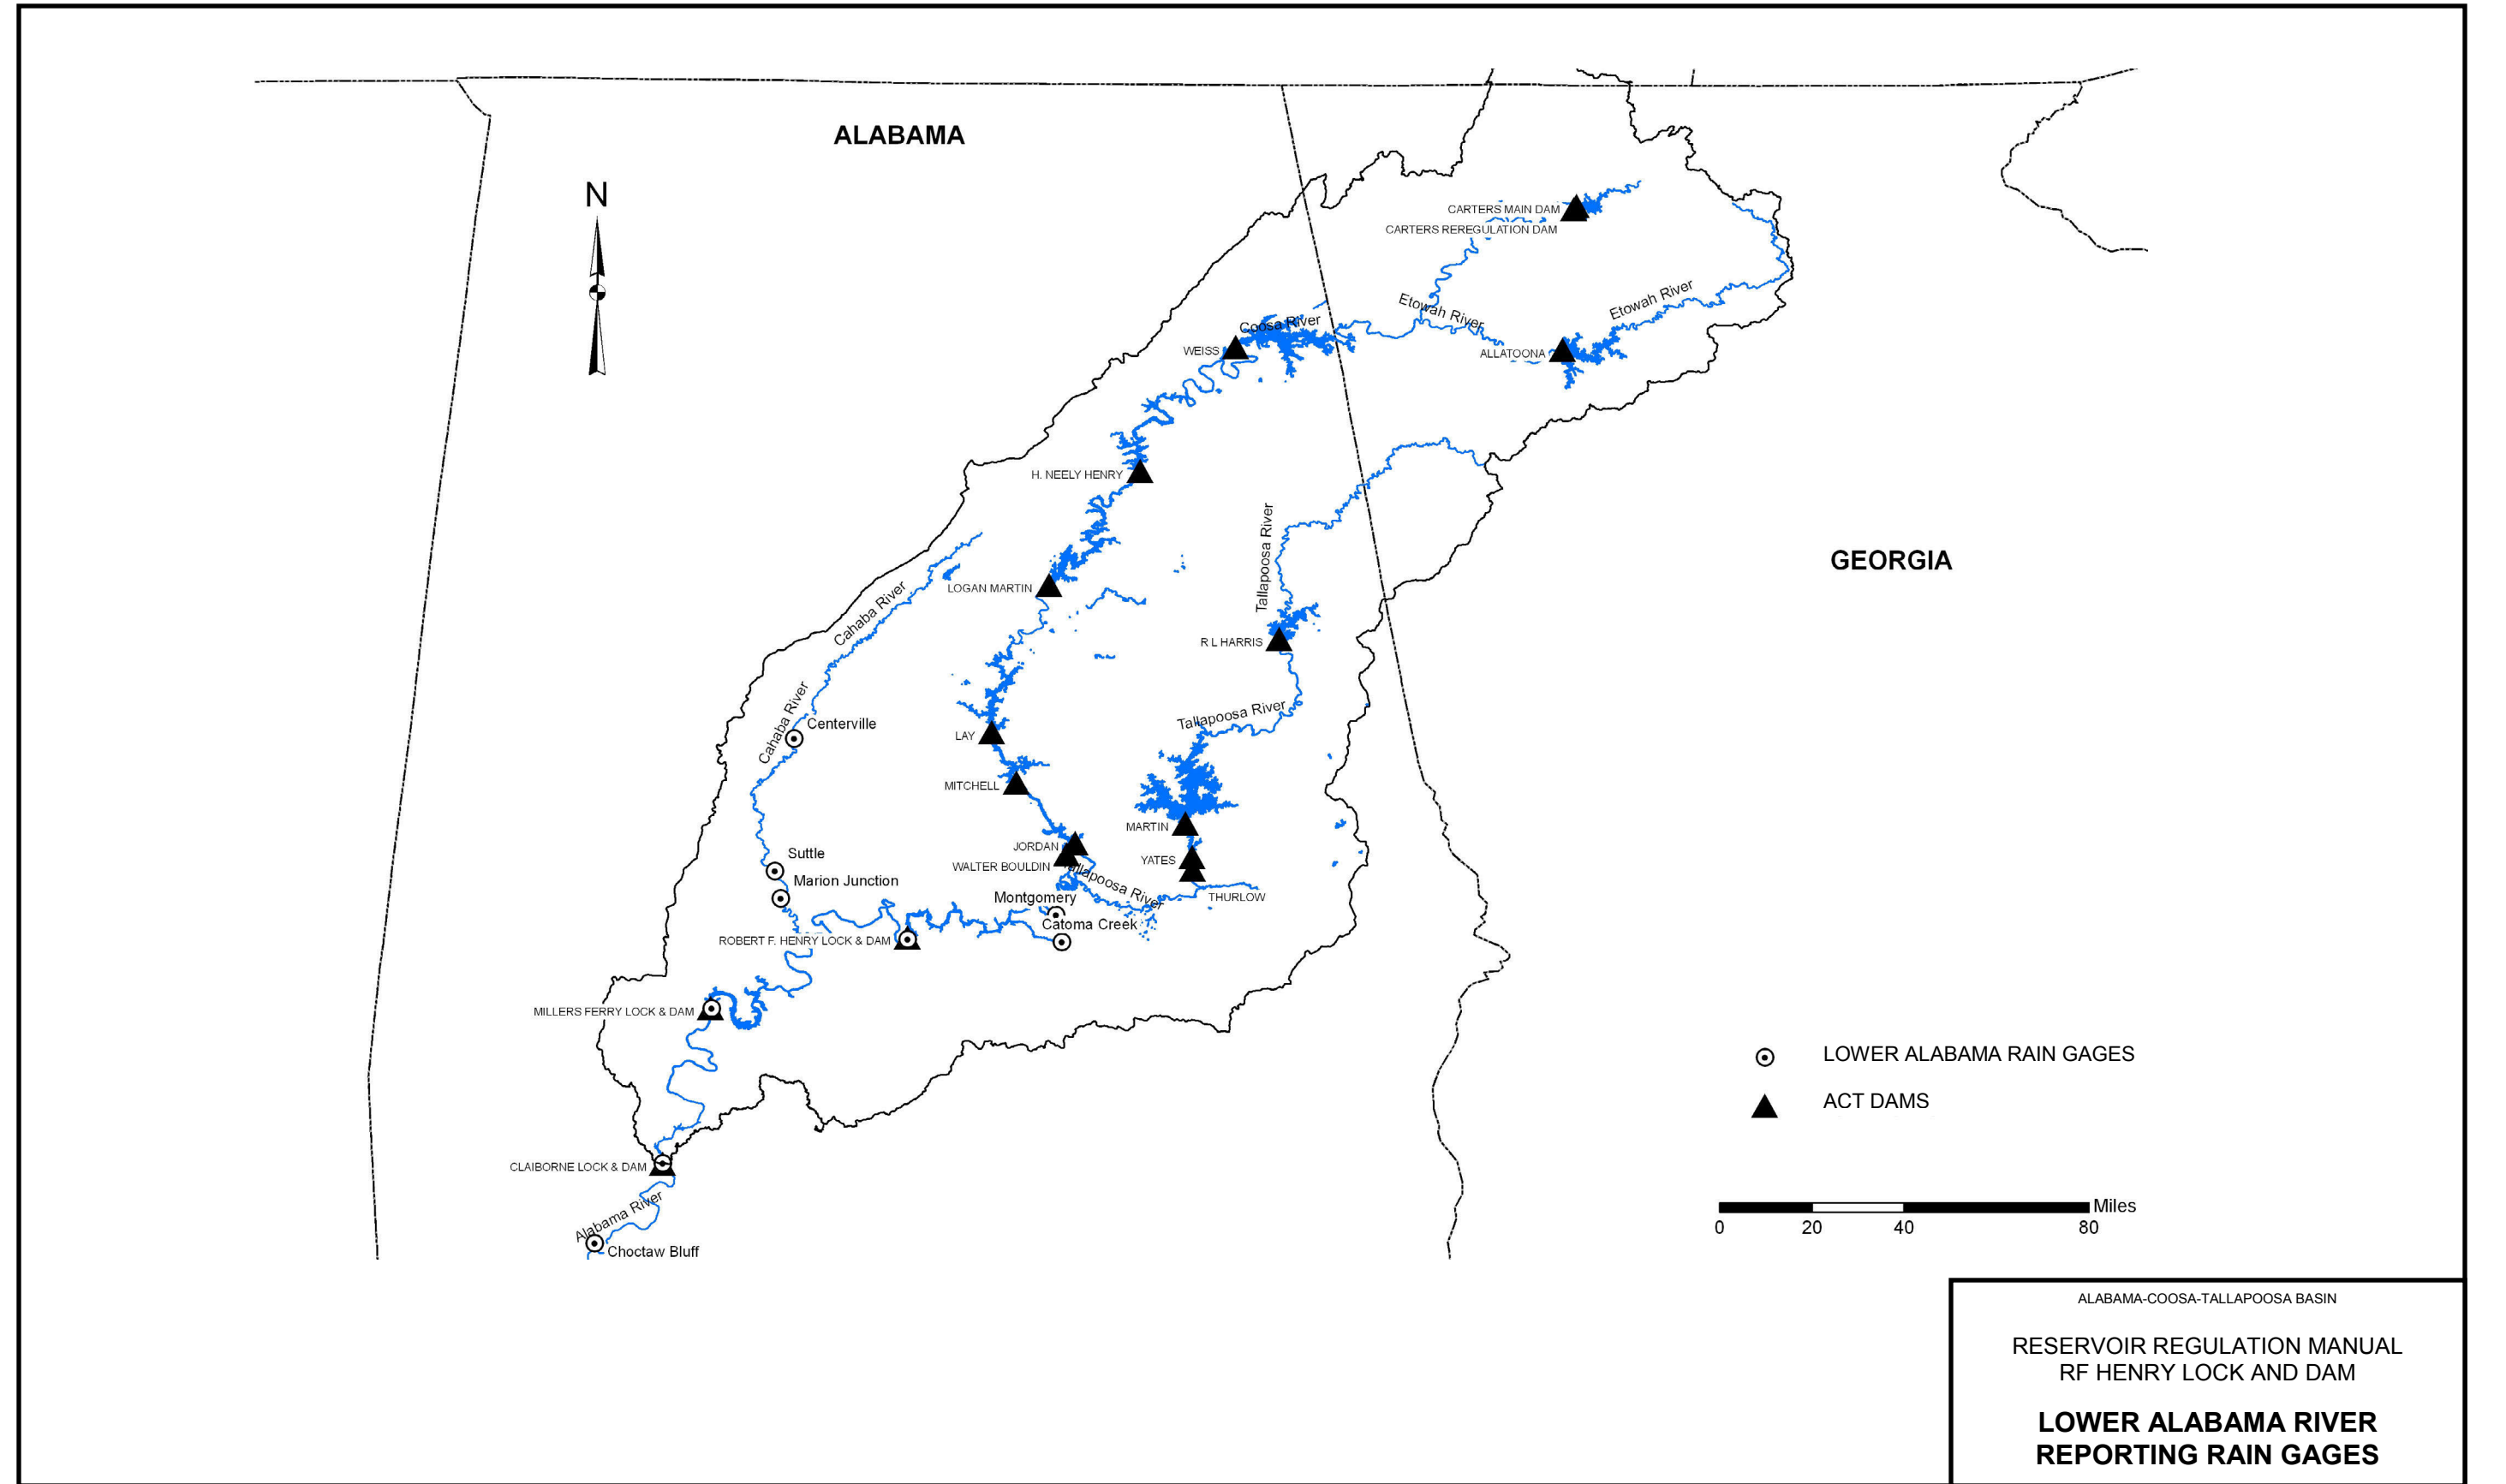 ALABAMA
N
CARTERS MAIN DAM
CARTERS REREGULATION DAM
Etowah River
Etowah River
Coosa River
WEISS
ALLATOONA
H. NEELY HENRY
Tallapoosa River
GEORGIA
LOGAN MARTIN
Cahaba River
R L HARRIS
Cahaba River
Centerville
Tallapoosa River
LAY
MITCHELL
MARTIN
JORDAN
WALTER BOULDIN
YATES
Suttle
Tallapoosa River
Marion Junction
Montgomery
THURLOW
Catoma Creek
ROBERT F. HENRY LOCK & DAM
MILLERS FERRY LOCK & DAM
LOWER ALABAMA RAIN GAGES
ACT DAMS
CLAIBORNE LOCK & DAM
Alabama River
Choctaw Bluff
Miles
0 20 40 80
ALABAMA-COOSA-TALLAPOOSA BASIN
RESERVOIR REGULATION MANUAL
RF HENRY LOCK AND DAM
LOWER ALABAMA RIVER
REPORTING RAIN GAGES